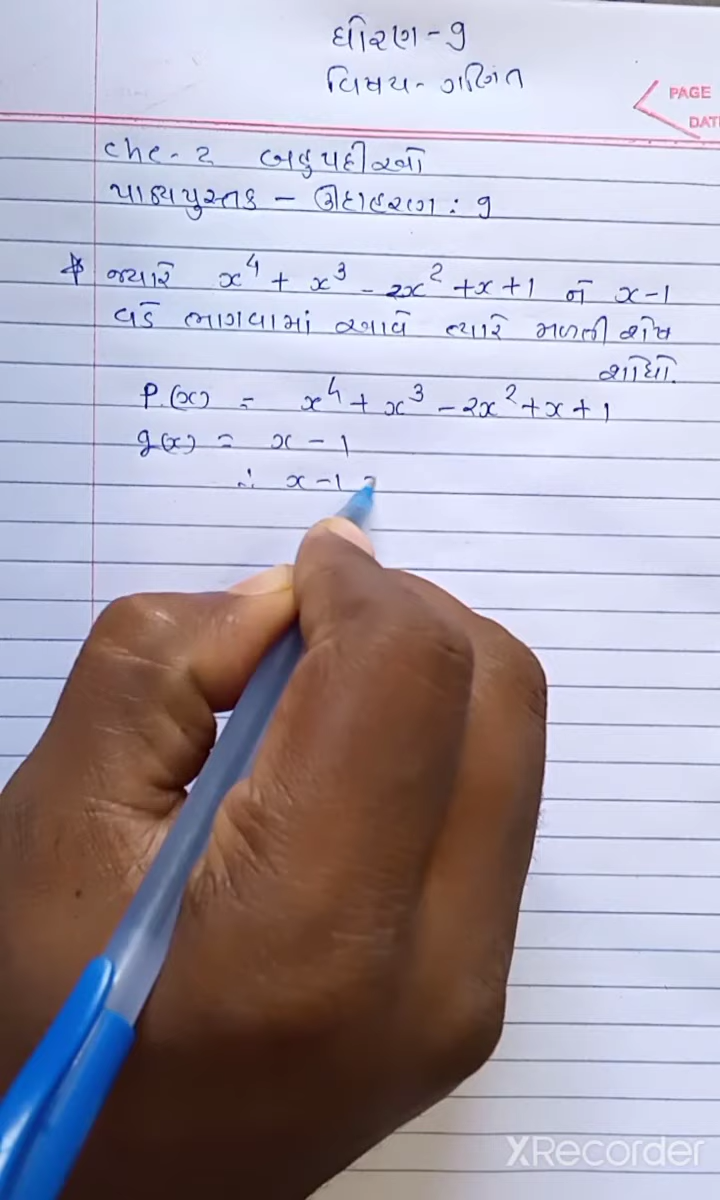 ધોરણ - 9
વિષય - ગણિત
PAGE
DATE
che - 2 બહુપદીઓ
પાઠ્યપુસ્તક - ઊદાહરણ : 9
* જ્યારે x⁴ + x³ - 2x² + x + 1 ને x - 1
વડે ભાગવામાં આવે ત્યારે મળતી શેષ
શોધો.
P(x) = x⁴ + x³ - 2x² + x + 1
g(x) = x - 1
∴ x - 1 =
XRecorder